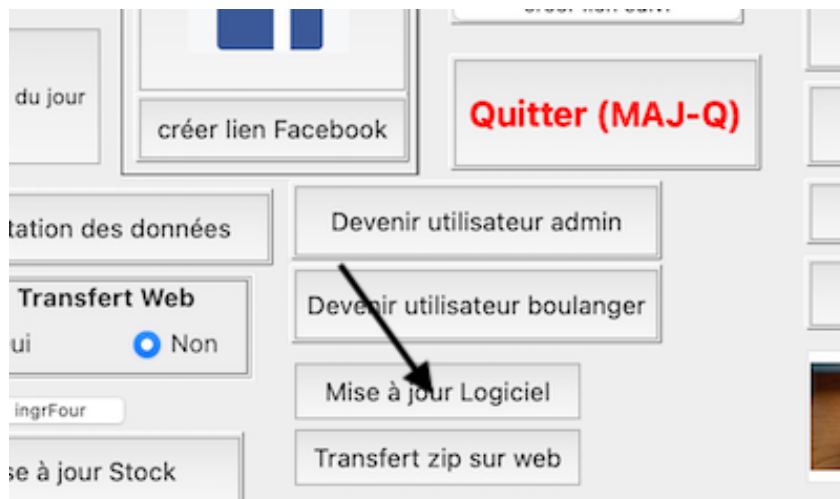 du jour
créer lien Facebook
Quitter (MAJ-Q)
tation des données
Devenir utilisateur admin
Transfert Web
Devenir utilisateur boulanger
ui
Non
Mise à jour Logiciel
ingrFour
Transfert zip sur web
se à jour Stock